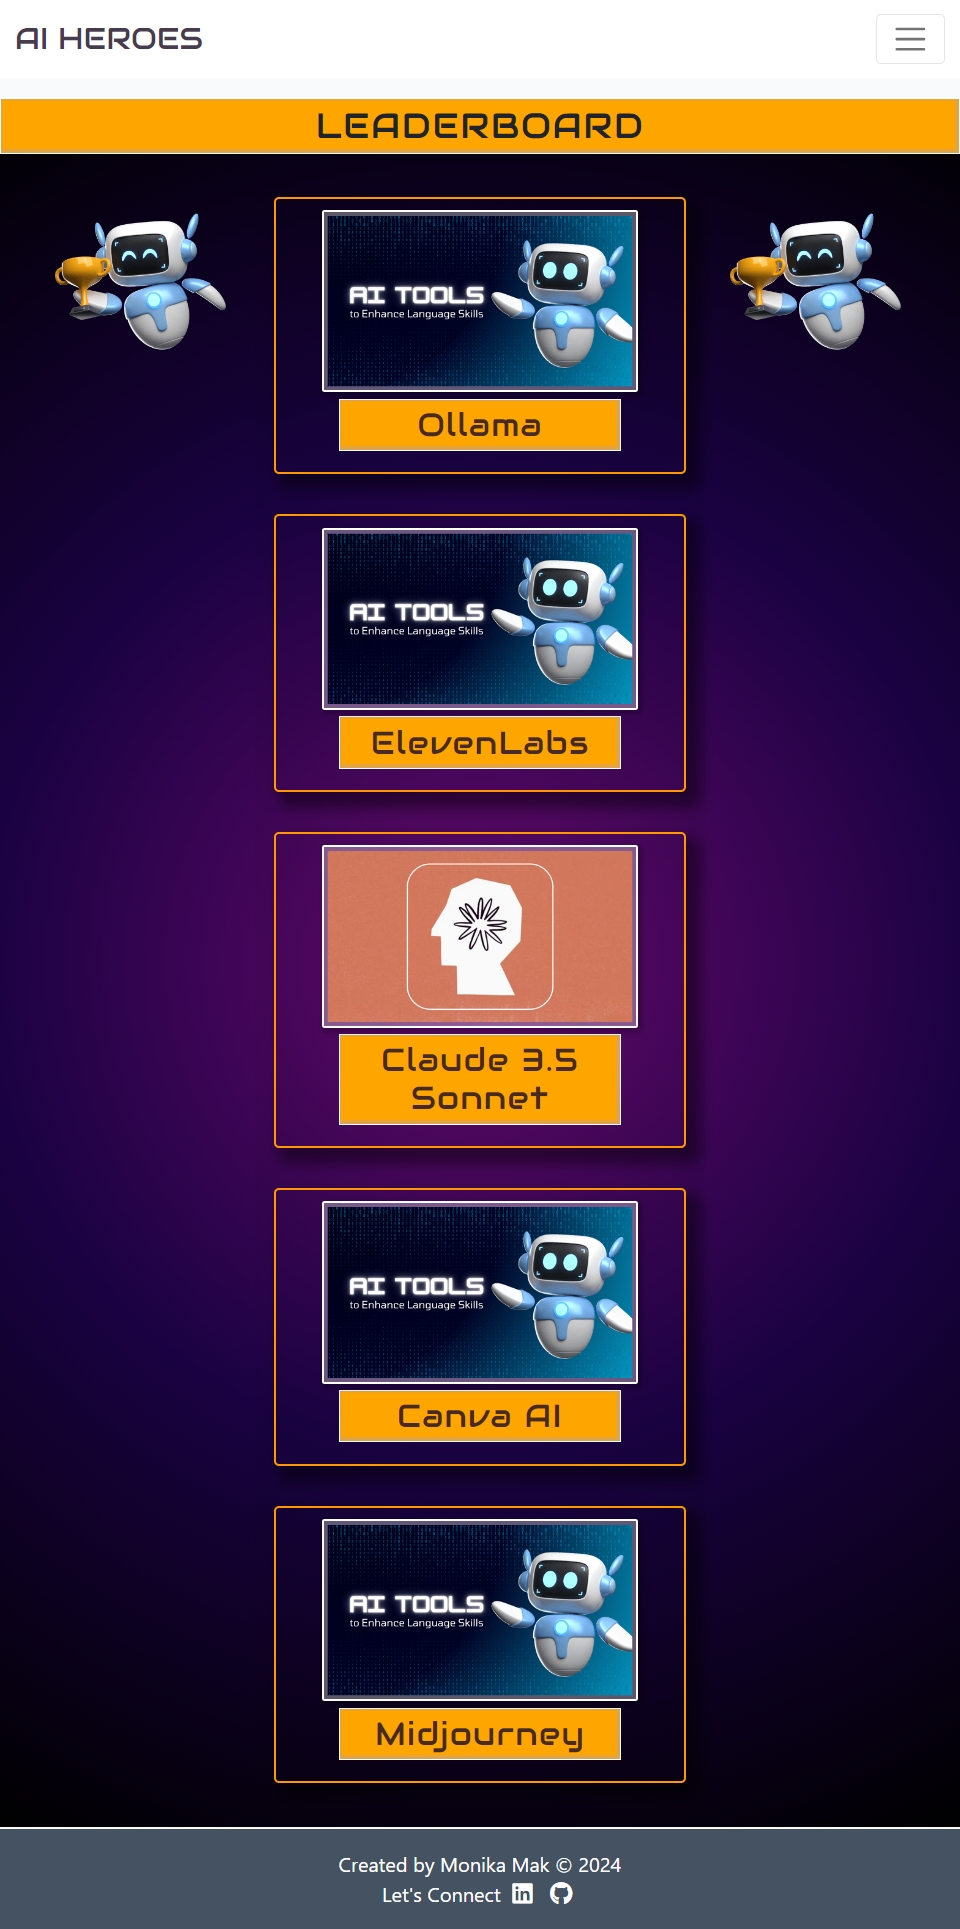 AI HEROES
LEADERBOARD
AI TOOLS
to Enhance Language Skills
Ollama
AI TOOLS
to Enhance Language Skills
ElevenLabs
Claude 3.5
Sonnet
AI TOOLS
to Enhance Language Skills
Canva AI
AI TOOLS
to Enhance Language Skills
Midjourney
Created by Monika Mak © 2024
Let's Connect in